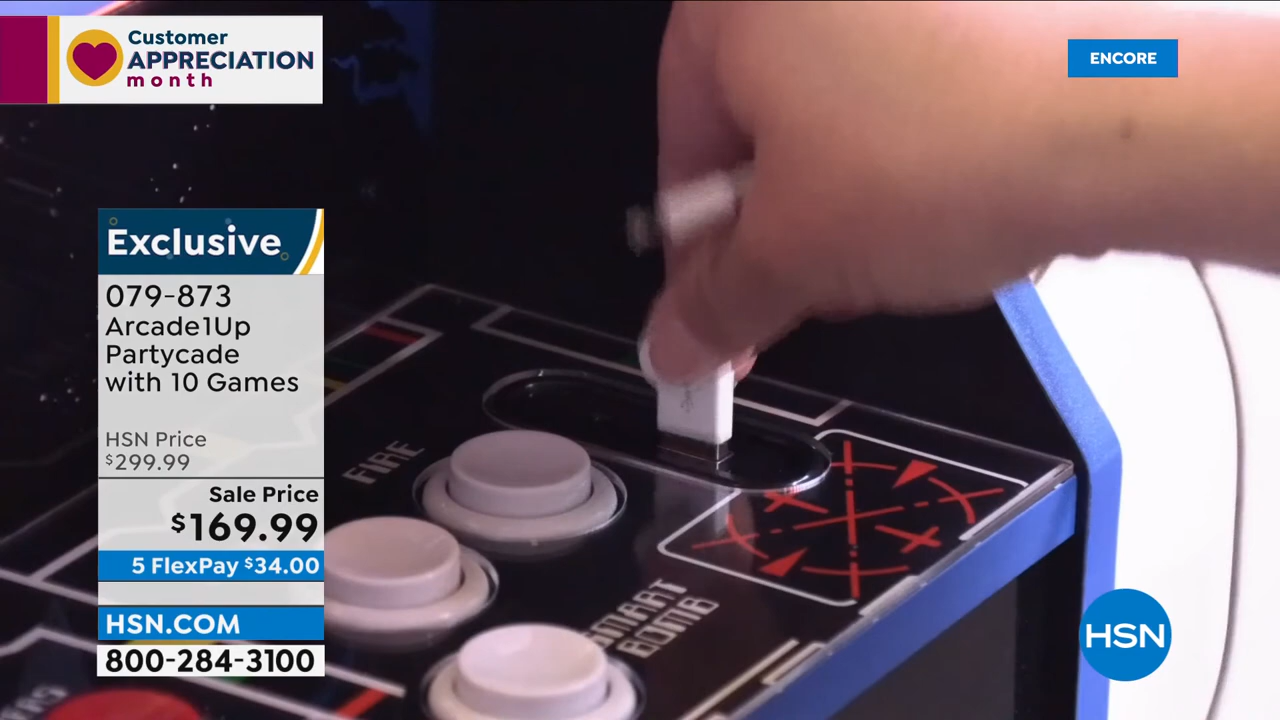 Customer
APPRECIATION
month
ENCORE
Exclusive
079-873
Arcade1Up
Partycade
with 10 Games
HSN Price
$299.99
Sale Price
$169.99
5 FlexPay $34.00
HSN.COM
800-284-3100
FIRE
SMART
BOMB
HSN